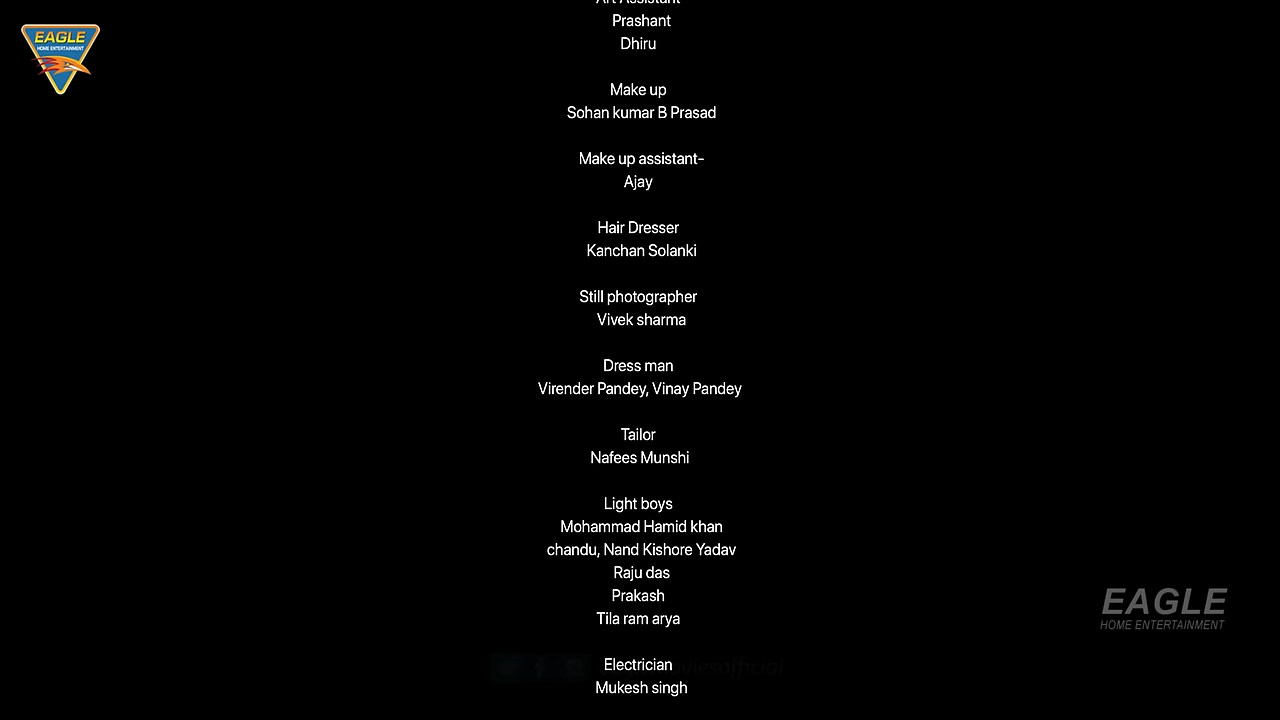 EAGLE
HOME ENTERTAINMENT
Art Assistant
Prashant
Dhiru
Make up
Sohan kumar B Prasad
Make up assistant-
Ajay
Hair Dresser
Kanchan Solanki
Still photographer
Vivek sharma
Dress man
Virender Pandey, Vinay Pandey
Tailor
Nafees Munshi
Light boys
Mohammad Hamid khan
chandu, Nand Kishore Yadav
Raju das
Prakash
Tila ram arya
EAGLE
HOME ENTERTAINMENT
Electrician
Mukesh singh